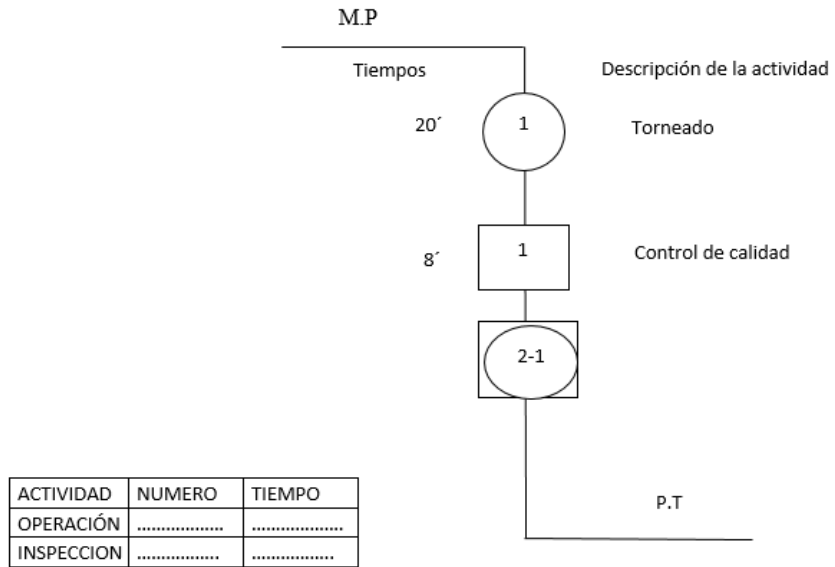 M.P
Tiempos Descripción de la actividad
20´ 1 Torneado
8´ 1 Control de calidad
2-1
P.T
ACTIVIDAD NUMERO TIEMPO
OPERACIÓN .................. ...................
INSPECCION ................. .................